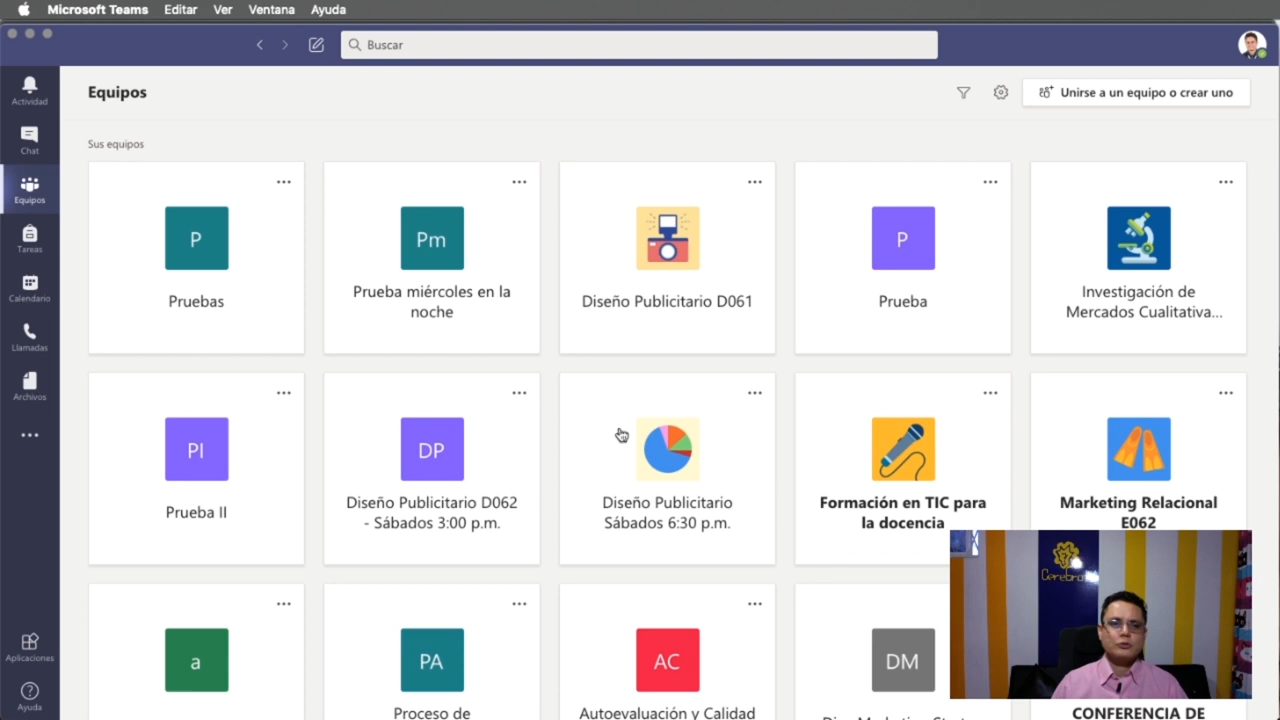 Microsoft Teams Editar Ver Ventana Ayuda
Buscar
Actividad
Chat
Equipos
Tareas
Calendario
Llamadas
Archivos
Aplicaciones
Ayuda
Equipos
Unirse a un equipo o crear uno
Sus equipos
P
Pruebas
Pm
Prueba miércoles en la
noche
Diseño Publicitario D061
P
Prueba
Investigación de
Mercados Cualitativa...
PI
Prueba II
DP
Diseño Publicitario D062
- Sábados 3:00 p.m.
Diseño Publicitario
Sábados 6:30 p.m.
Formación en TIC para
la docencia
Marketing Relacional
E062
a
PA
Proceso de
AC
Autoevaluación y Calidad
DM
CONFERENCIA DE